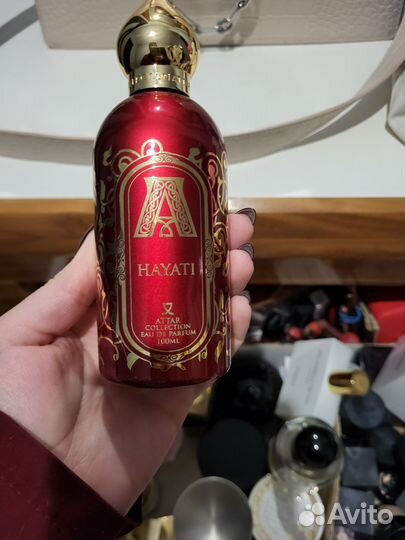 A
HAYATI
ATTAR
COLLECTION
EAU DE PARFUM
100ML
Avito